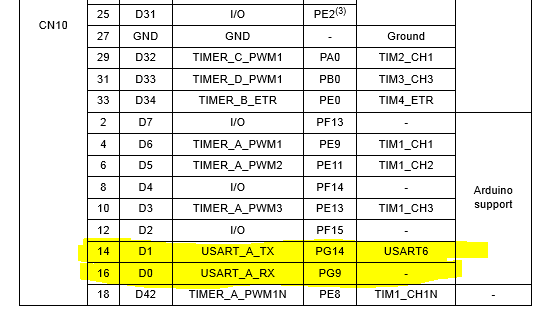 25 D31 I/O PE2(3)
CN10
27 GND GND - Ground
29 D32 TIMER_C_PWM1 PA0 TIM2_CH1
31 D33 TIMER_D_PWM1 PB0 TIM3_CH3
33 D34 TIMER_B_ETR PE0 TIM4_ETR
2 D7 I/O PF13 -
4 D6 TIMER_A_PWM1 PE9 TIM1_CH1
6 D5 TIMER_A_PWM2 PE11 TIM1_CH2
8 D4 I/O PF14 -
Arduino
support
10 D3 TIMER_A_PWM3 PE13 TIM1_CH3
12 D2 I/O PF15 -
14 D1 USART_A_TX PG14 USART6
16 D0 USART_A_RX PG9 -
18 D42 TIMER_A_PWM1N PE8 TIM1_CH1N -